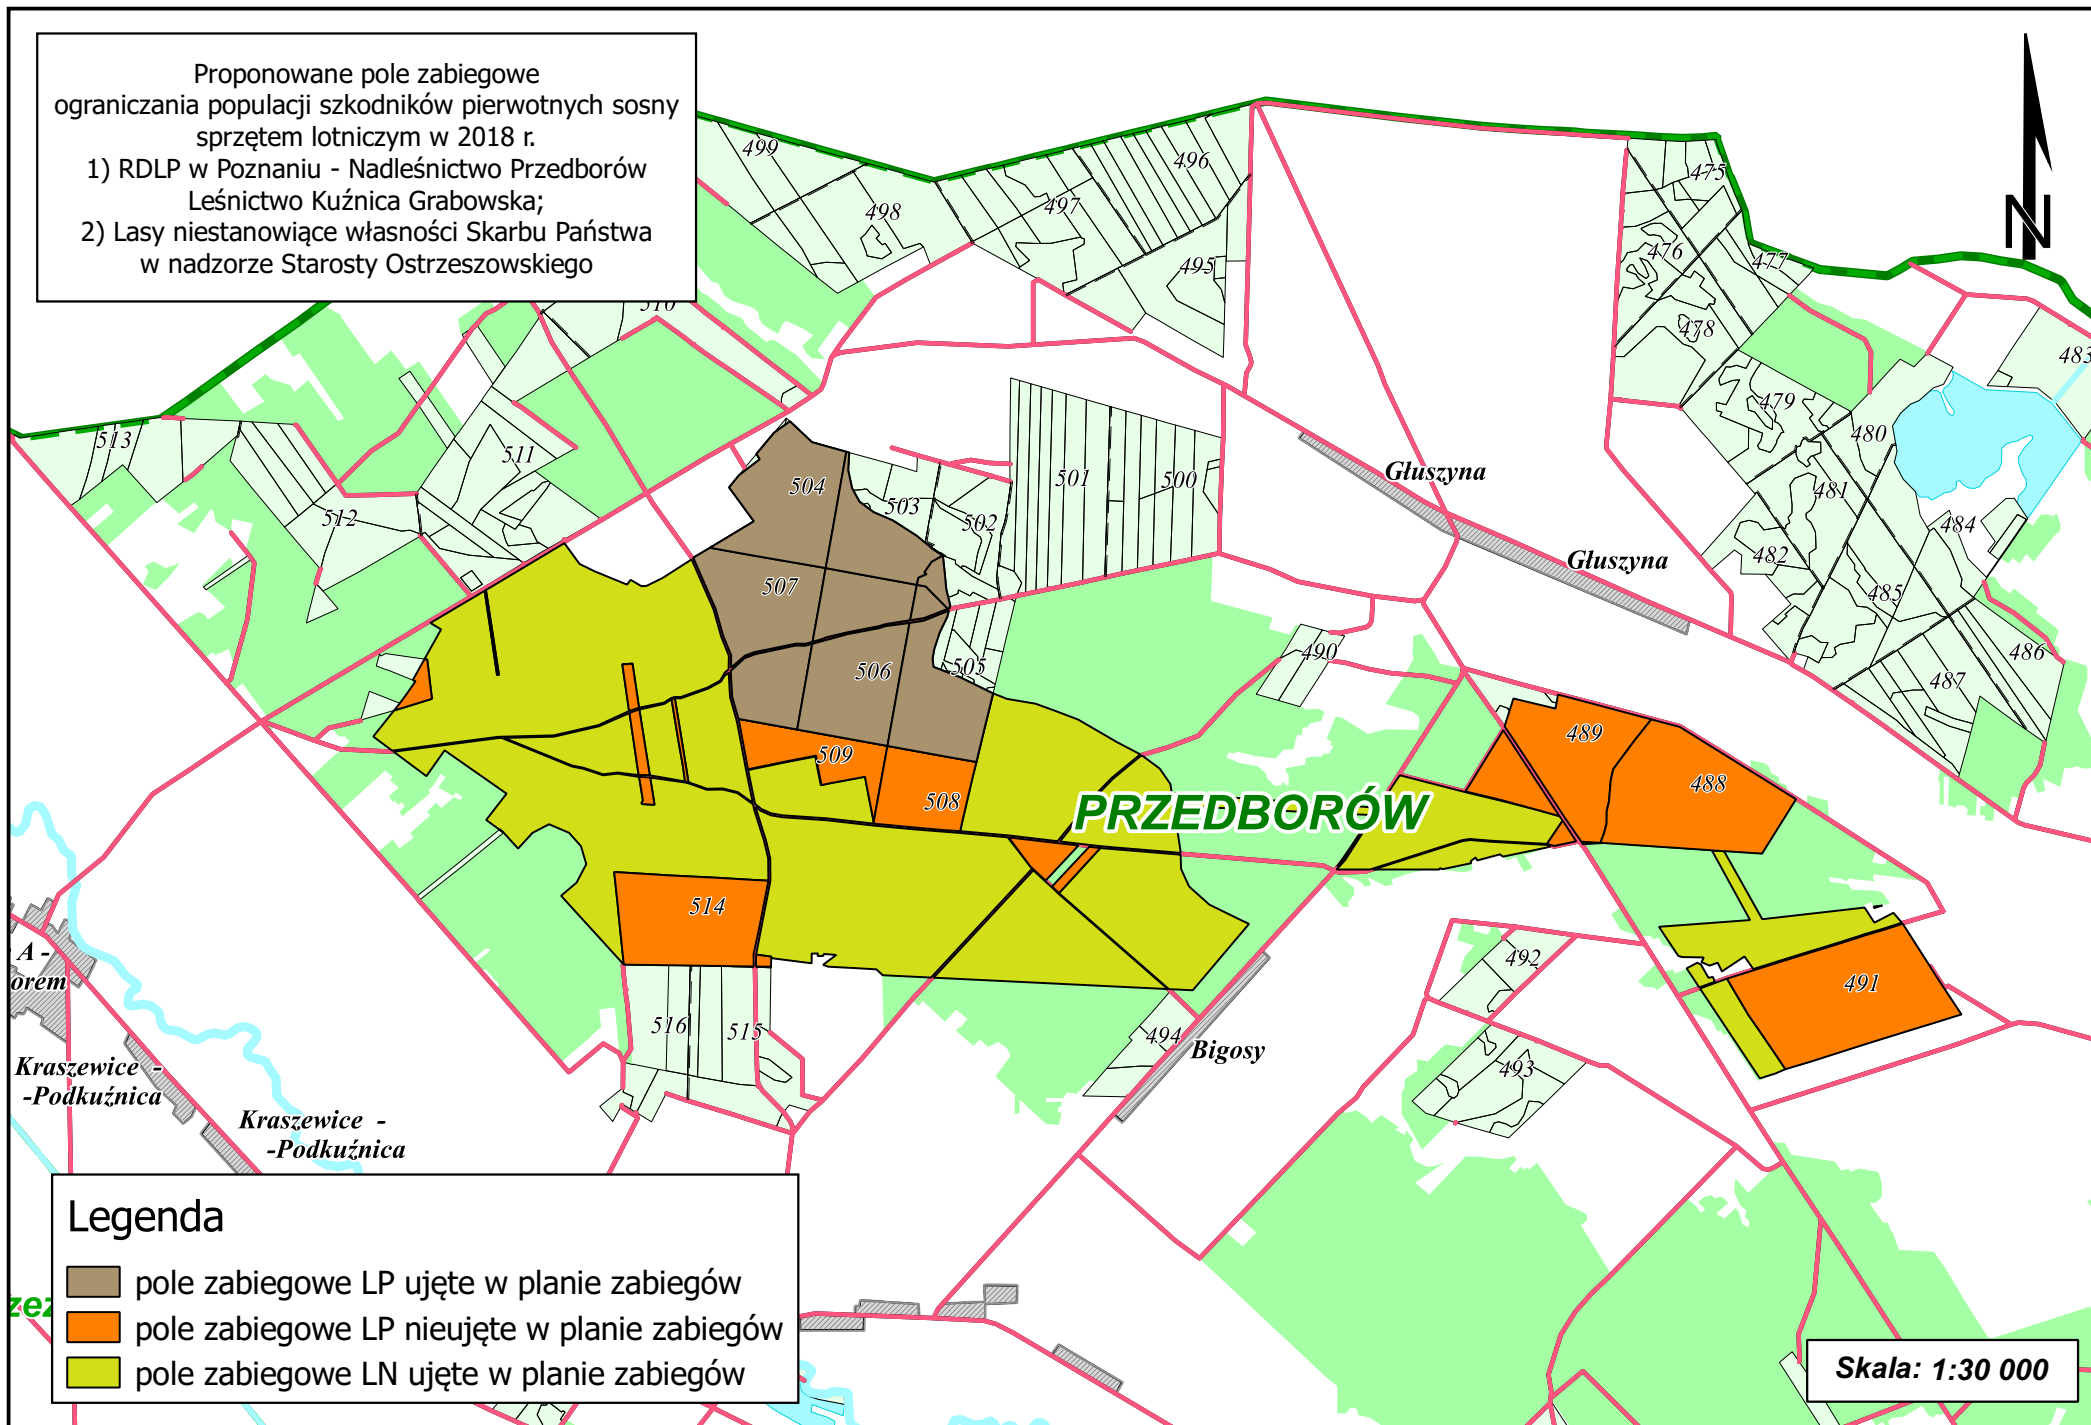 Proponowane pole zabiegowe
ograniczania populacji szkodników pierwotnych sosny
sprzętem lotniczym w 2018 r.
1) RDLP w Poznaniu - Nadleśnictwo Przedborów
Leśnictwo Kuźnica Grabowska;
2) Lasy niestanowiące własności Skarbu Państwa
w nadzorze Starosty Ostrzeszowskiego
N
499
496
475
498
497
495
476
477
478
510
483
479
480
513
511
504
503
501
500
Głuszyna
481
512
502
484
482
Głuszyna
507
485
490
486
506
505
487
489
509
488
508
PRZEDBORÓW
514
A -
orem
492
491
516
515
494
Bigosy
493
Kraszewice -
-Podkuźnica
Kraszewice -
-Podkuźnica
Legenda
pole zabiegowe LP ujęte w planie zabiegów
pole zabiegowe LP nieujęte w planie zabiegów
pole zabiegowe LN ujęte w planie zabiegów
zez
Skala: 1:30 000